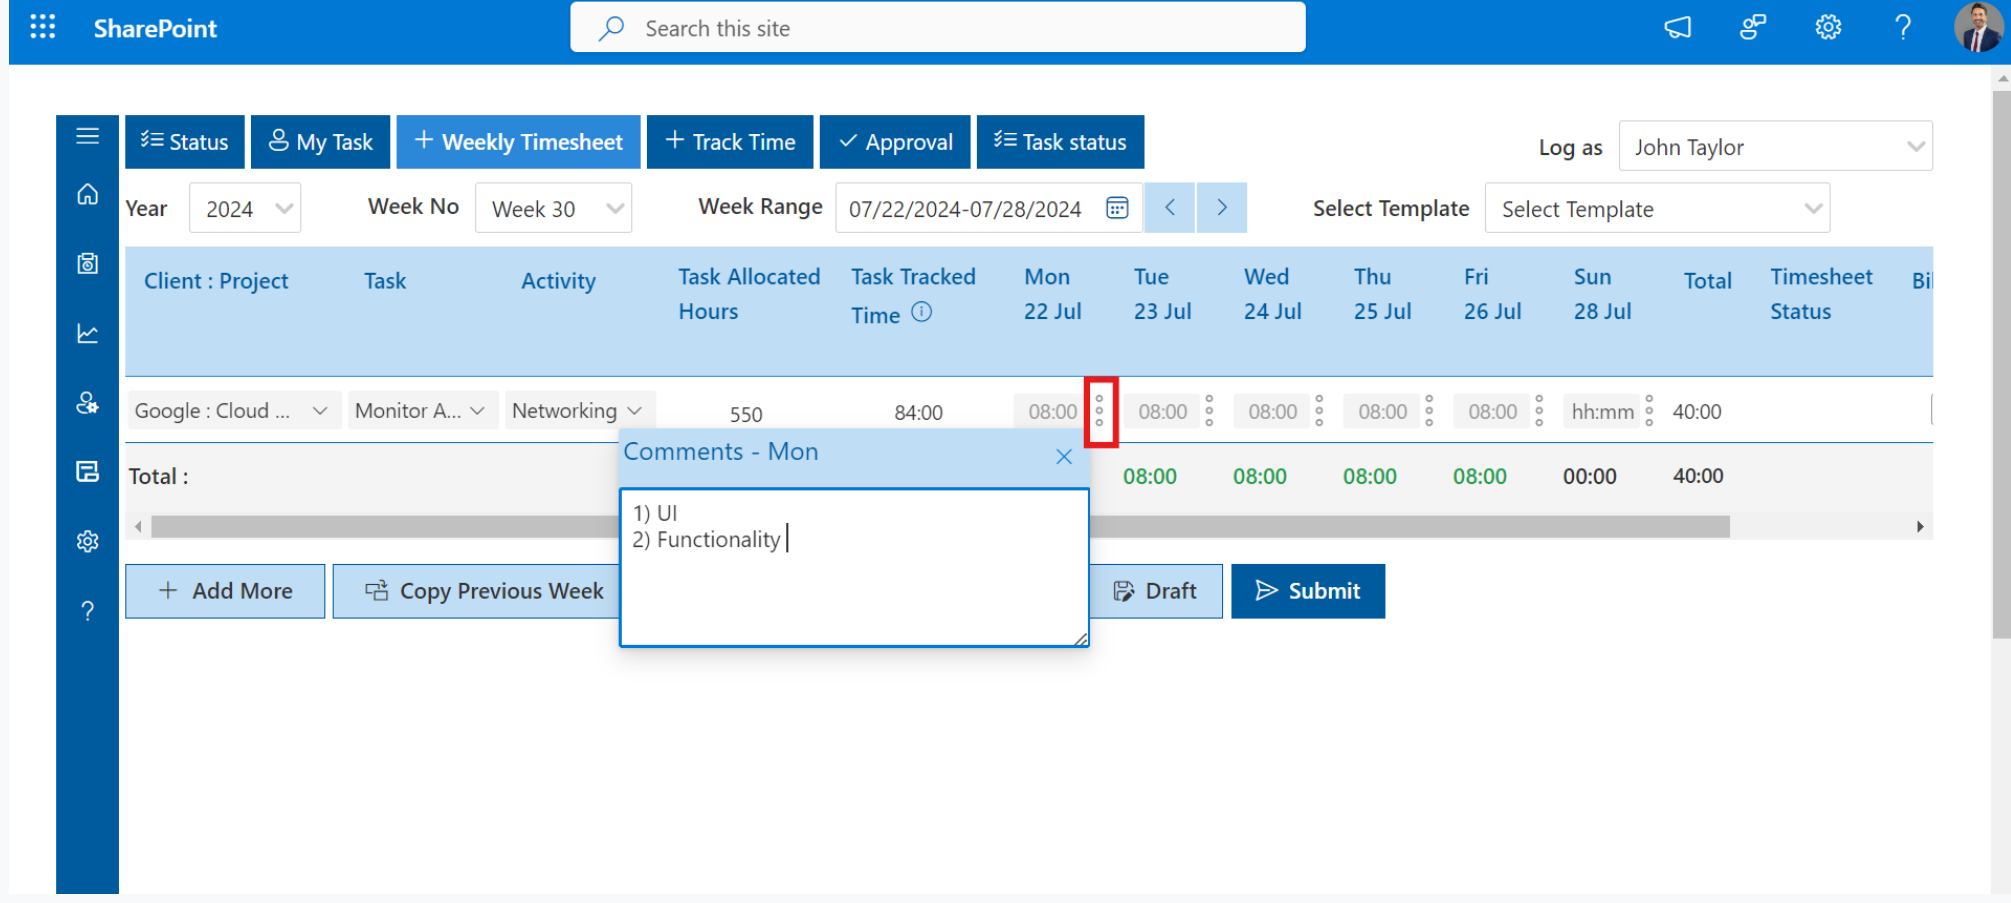 SharePoint
Search this site
Status
My Task
Weekly Timesheet
Track Time
Approval
Task status
Log as
John Taylor
Year
2024
Week No
Week 30
Week Range
07/22/2024-07/28/2024
Select Template
Select Template
Client : Project
Task
Activity
Task Allocated
Hours
Task Tracked
Time
Mon
22 Jul
Tue
23 Jul
Wed
24 Jul
Thu
25 Jul
Fri
26 Jul
Sun
28 Jul
Total
Timesheet
Status
Bil
Google : Cloud ...
Monitor A...
Networking
550
84:00
08:00
08:00
08:00
08:00
08:00
hh:mm
40:00
Comments - Mon
1) UI
2) Functionality
Total :
08:00
08:00
08:00
08:00
00:00
40:00
Add More
Copy Previous Week
Draft
Submit